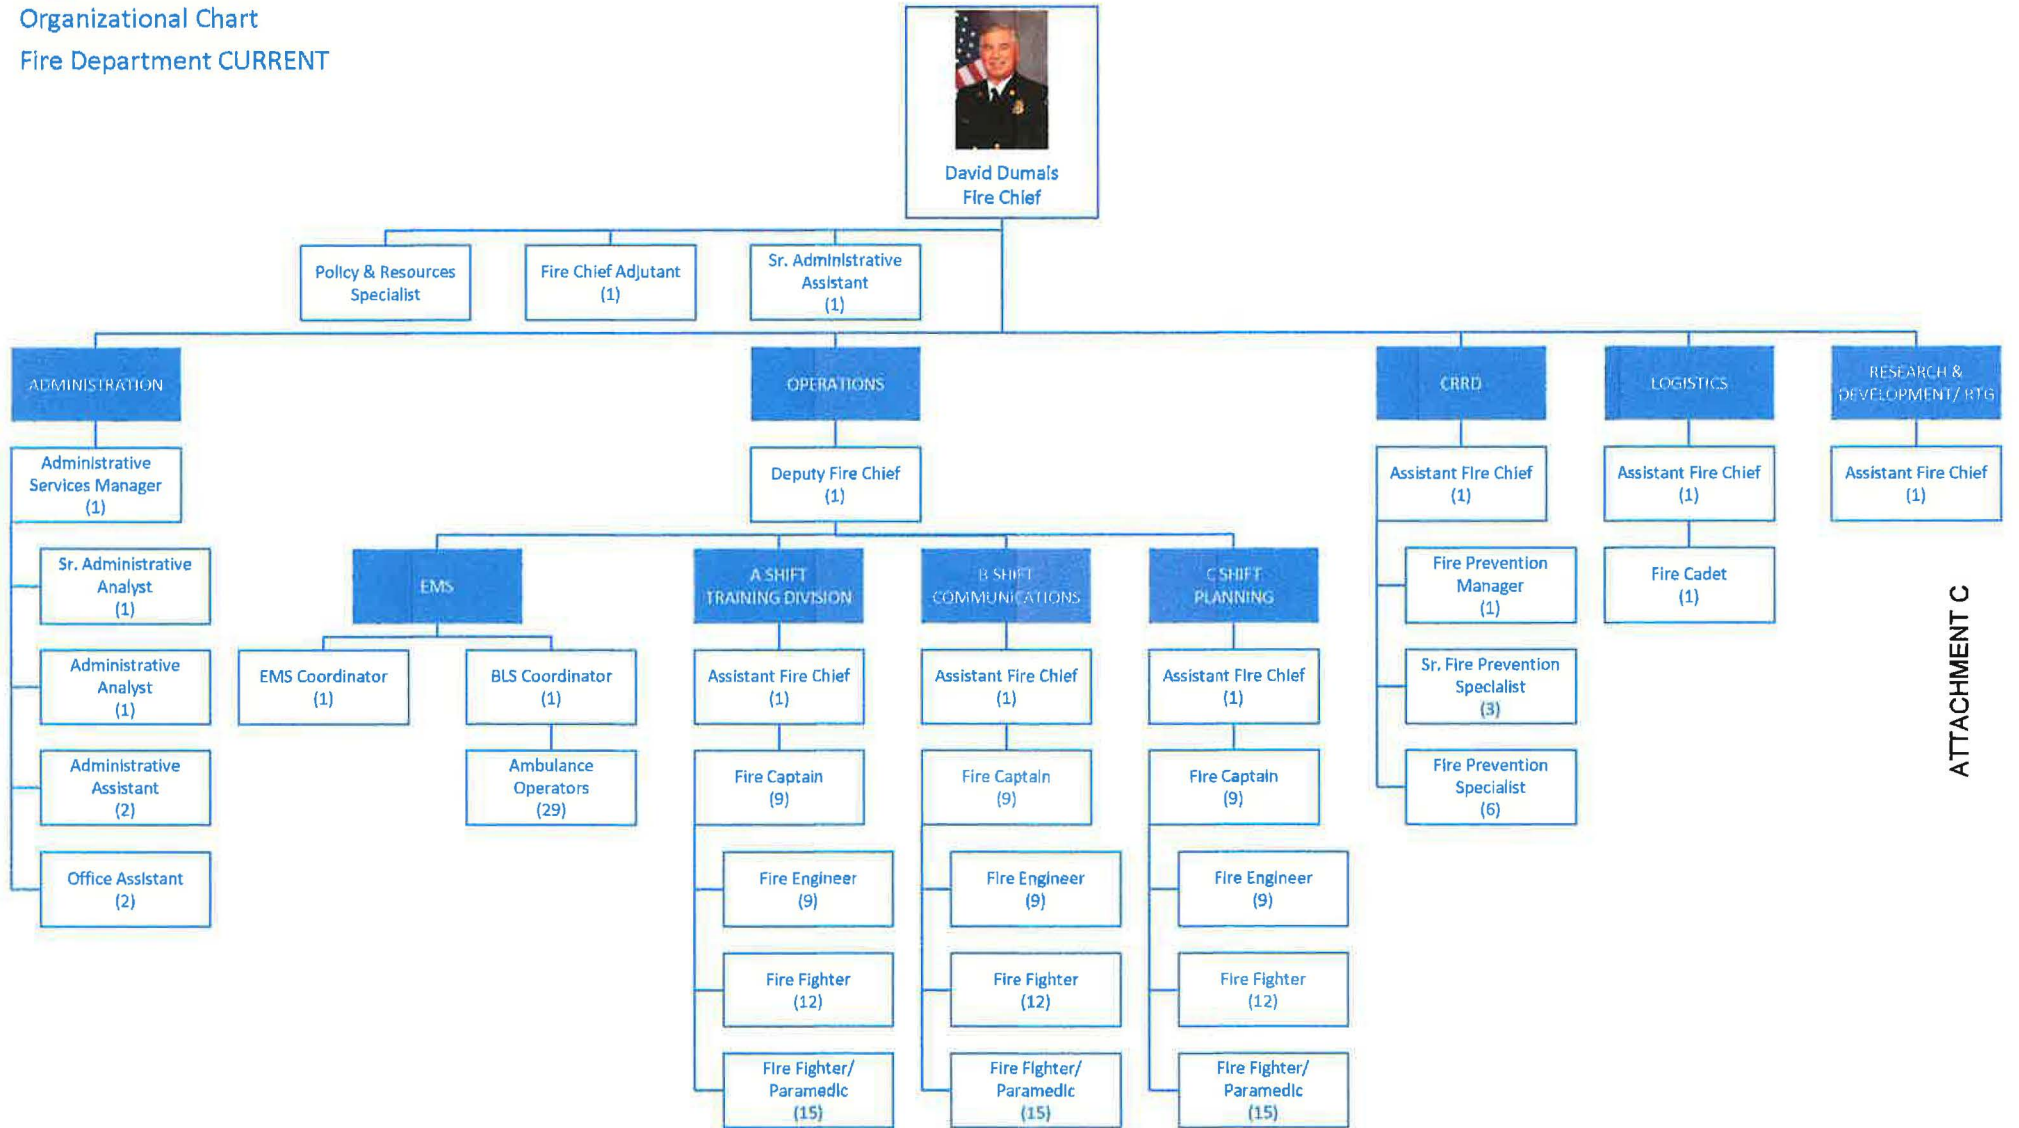 Organizational Chart
Fire Department CURRENT
David Dumais
Fire Chief
Policy & Resources
Specialist
Fire Chief Adjutant
(1)
Sr. Administrative
Assistant
(1)
ADMINISTRATION
OPERATIONS
CRRD
LOGISTICS
RESEARCH &
DEVELOPMENT/ RTG
Administrative
Services Manager
(1)
Deputy Fire Chief
(1)
Assistant Fire Chief
(1)
Assistant Fire Chief
(1)
Assistant Fire Chief
(1)
Sr. Administrative
Analyst
(1)
Administrative
Analyst
(1)
Administrative
Assistant
(2)
Office Assistant
(2)
EMS
EMS Coordinator
(1)
BLS Coordinator
(1)
Ambulance
Operators
(29)
A SHIFT
TRAINING DIVISION
Assistant Fire Chief
(1)
Fire Captain
(9)
Fire Engineer
(9)
Fire Fighter
(12)
Fire Fighter/
Paramedic
(15)
B SHIFT
COMMUNICATIONS
Assistant Fire Chief
(1)
Fire Captain
(9)
Fire Engineer
(9)
Fire Fighter
(12)
Fire Fighter/
Paramedic
(15)
C SHIFT
PLANNING
Assistant Fire Chief
(1)
Fire Captain
(9)
Fire Engineer
(9)
Fire Fighter
(12)
Fire Fighter/
Paramedic
(15)
Fire Prevention
Manager
(1)
Sr. Fire Prevention
Specialist
(3)
Fire Prevention
Specialist
(6)
Fire Cadet
(1)
ATTACHMENT C